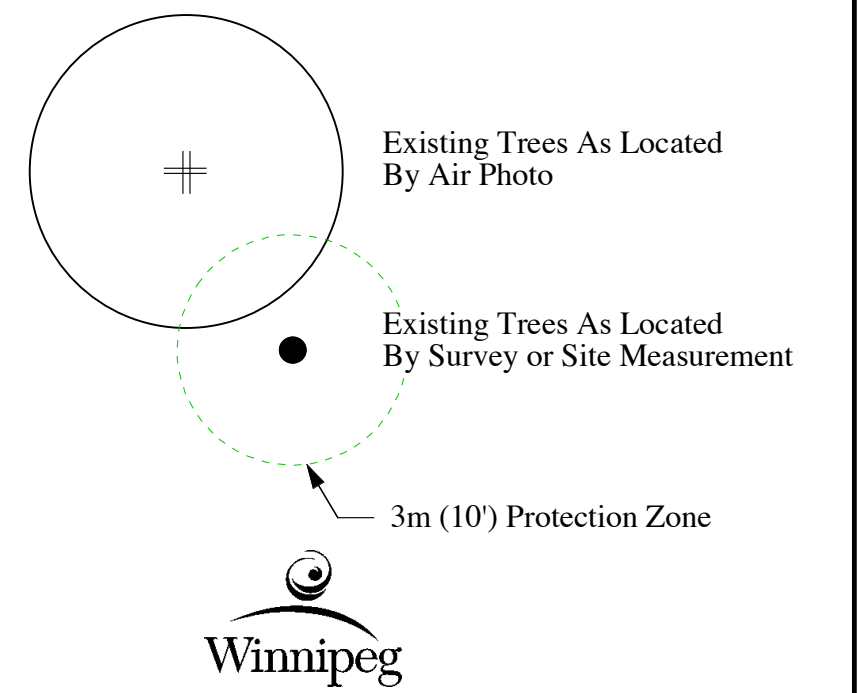 Existing Trees As Located
By Air Photo
Existing Trees As Located
By Survey or Site Measurement
3m (10') Protection Zone
Winnipeg